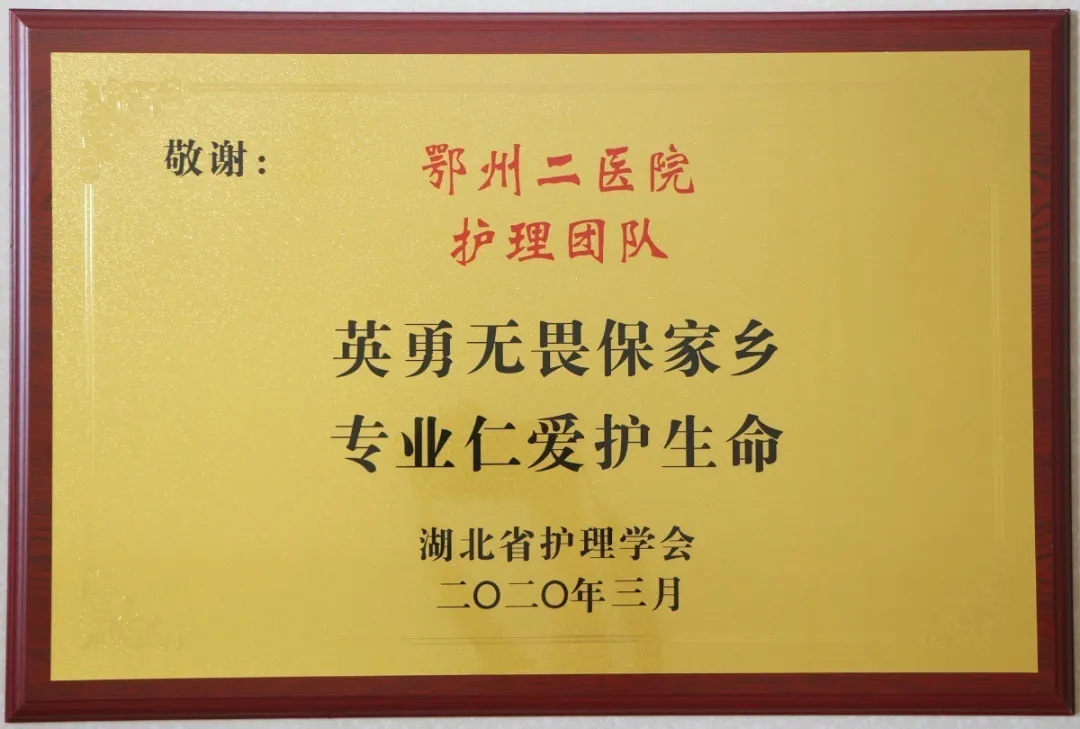 敬谢：
鄂州二医院
护理团队
英勇无畏保家乡
专业仁爱护生命
湖北省护理学会
二〇二〇年三月